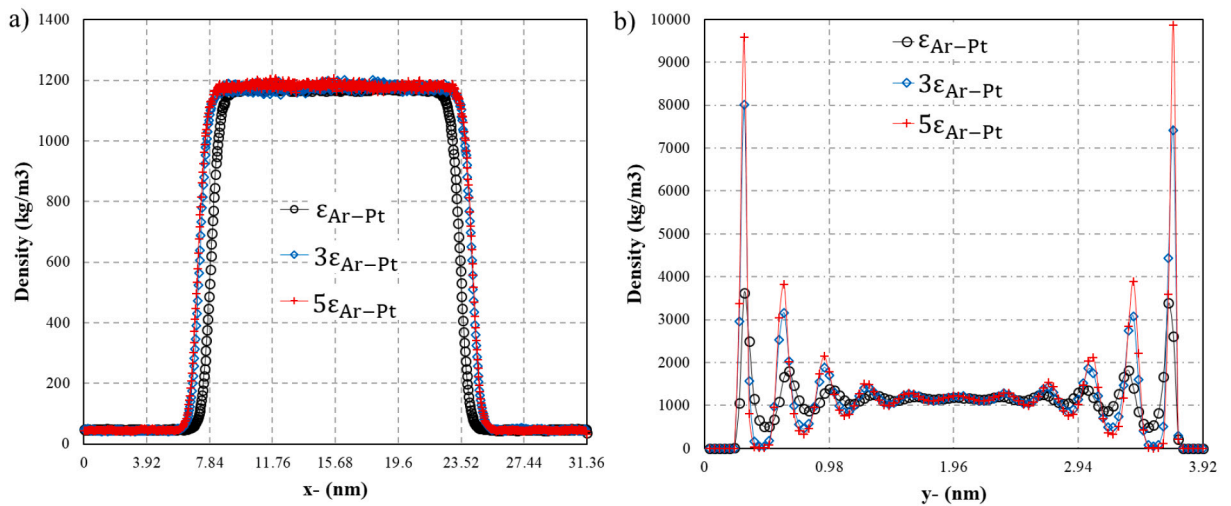 a)
1400
1200
1000
800
600
400
200
0
Density (kg/m3)
εAr−Pt
3εAr−Pt
5εAr−Pt
0 3.92 7.84 11.76 15.68 19.6 23.52 27.44 31.36
x- (nm)
b)
10000
9000
8000
7000
6000
5000
4000
3000
2000
1000
0
Density (kg/m3)
εAr−Pt
3εAr−Pt
5εAr−Pt
0 0.98 1.96 2.94 3.92
y- (nm)